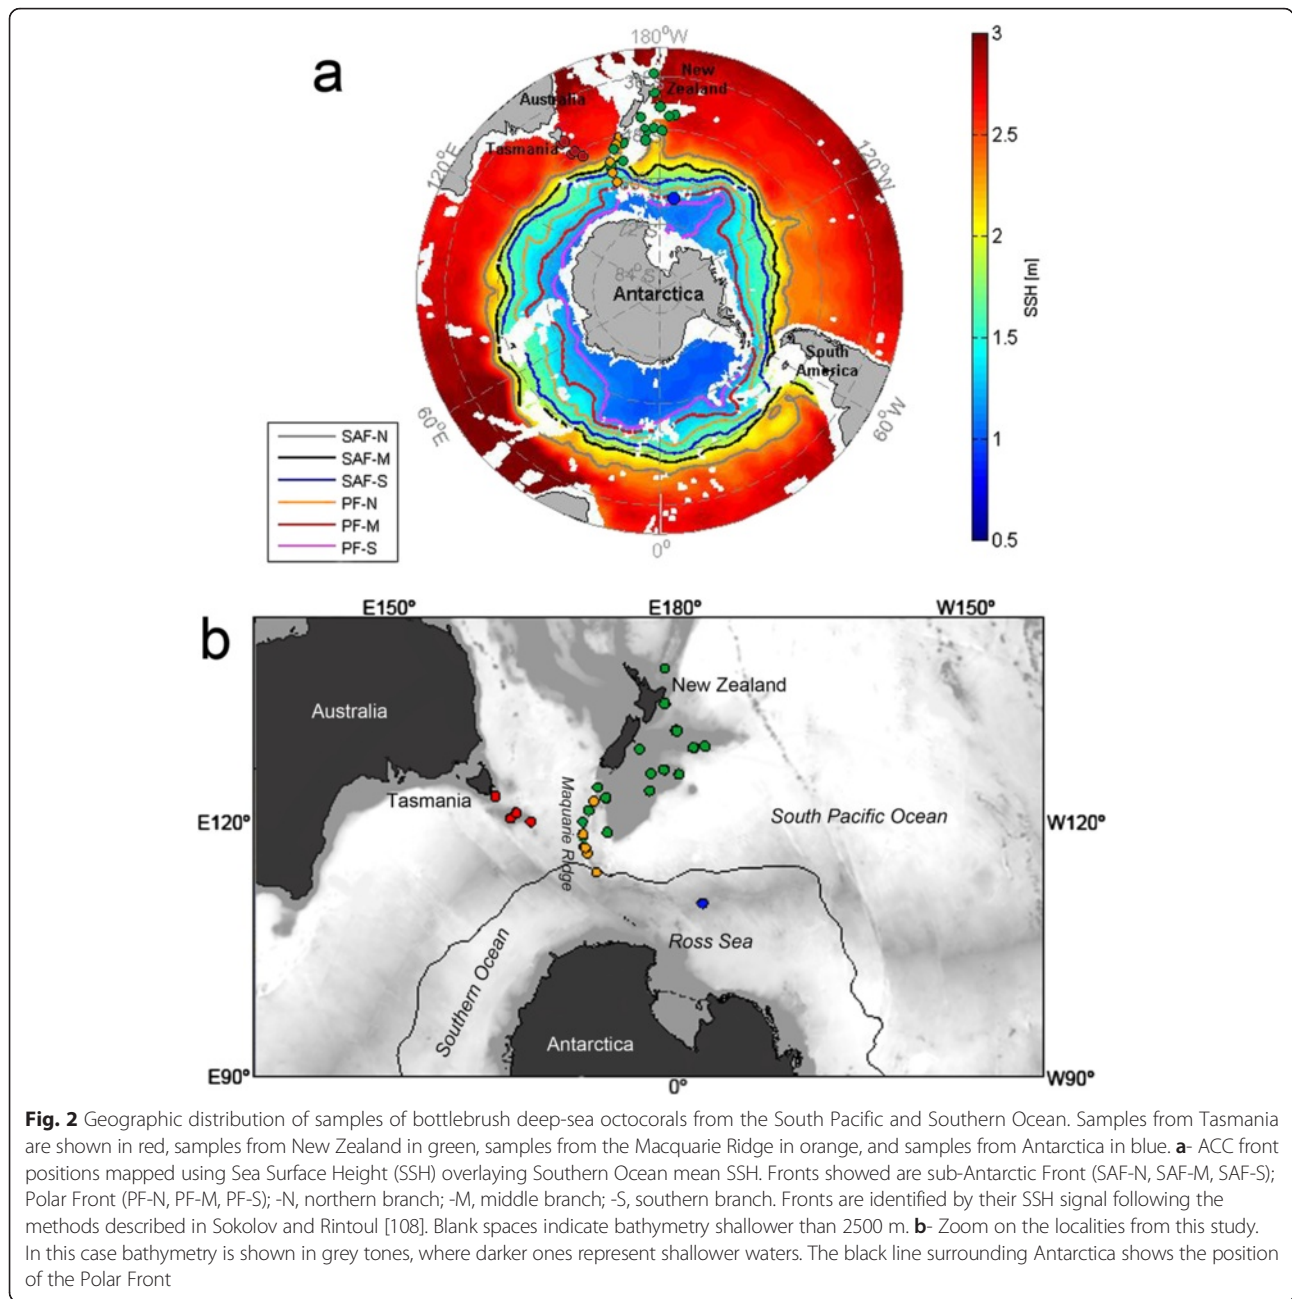 a
180°W
New
Zealand
Australia
Tasmania
120°E
120°W
72°S
84°S
Antarctica
South
America
60°E
60°W
0°
3
2.5
2
1.5
1
0.5
SSH [m]
SAF-N
SAF-M
SAF-S
PF-N
PF-M
PF-S
b
E150°
E180°
W150°
New Zealand
Australia
Tasmania
Maquarie Ridge
South Pacific Ocean
E120°
W120°
Ross Sea
Southern Ocean
Antarctica
E90°
0°
W90°
Fig. 2 Geographic distribution of samples of bottlebrush deep-sea octocorals from the South Pacific and Southern Ocean. Samples from Tasmania
are shown in red, samples from New Zealand in green, samples from the Macquarie Ridge in orange, and samples from Antarctica in blue. a- ACC front
positions mapped using Sea Surface Height (SSH) overlaying Southern Ocean mean SSH. Fronts showed are sub-Antarctic Front (SAF-N, SAF-M, SAF-S);
Polar Front (PF-N, PF-M, PF-S); -N, northern branch; -M, middle branch; -S, southern branch. Fronts are identified by their SSH signal following the
methods described in Sokolov and Rintoul [108]. Blank spaces indicate bathymetry shallower than 2500 m. b- Zoom on the localities from this study.
In this case bathymetry is shown in grey tones, where darker ones represent shallower waters. The black line surrounding Antarctica shows the position
of the Polar Front